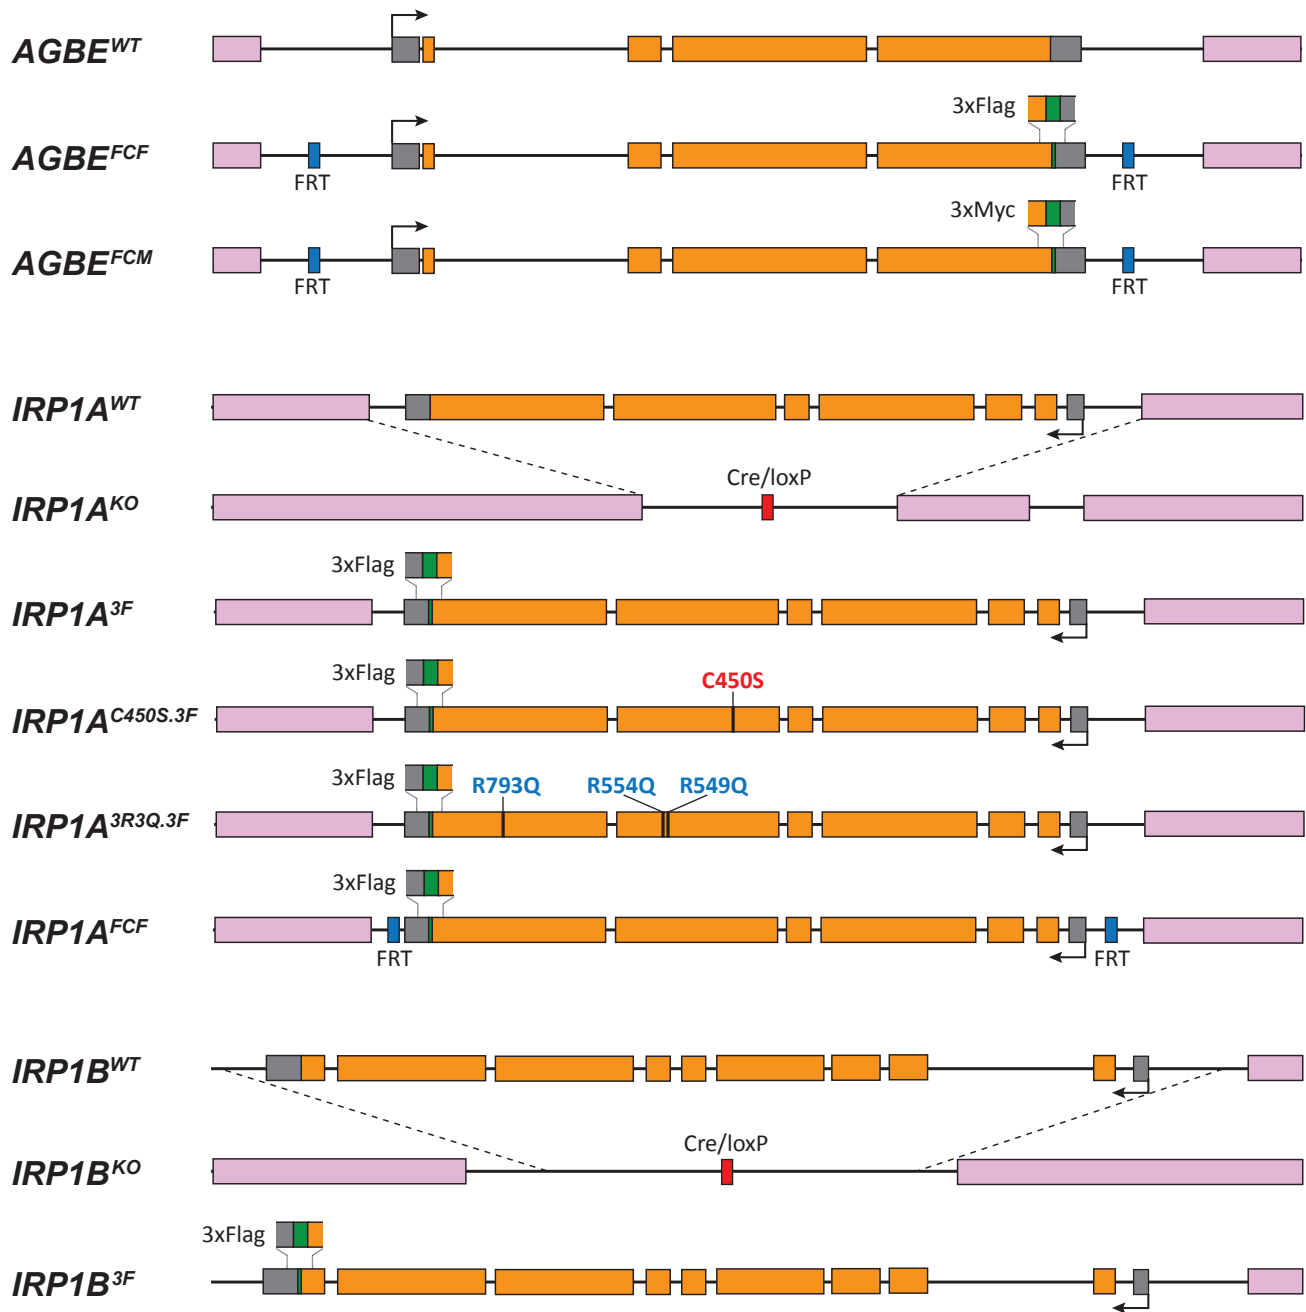 AGBE^WT
3xFlag
AGBE^FCF
FRT FRT
3xMyc
AGBE^FCM
FRT FRT
IRP1A^WT
Cre/loxP
IRP1A^KO
3xFlag
IRP1A^3F
3xFlag
C450S
IRP1A^C450S.3F
3xFlag
R793Q R554Q R549Q
IRP1A^3R3Q.3F
3xFlag
IRP1A^FCF
FRT FRT
IRP1B^WT
Cre/loxP
IRP1B^KO
3xFlag
IRP1B^3F